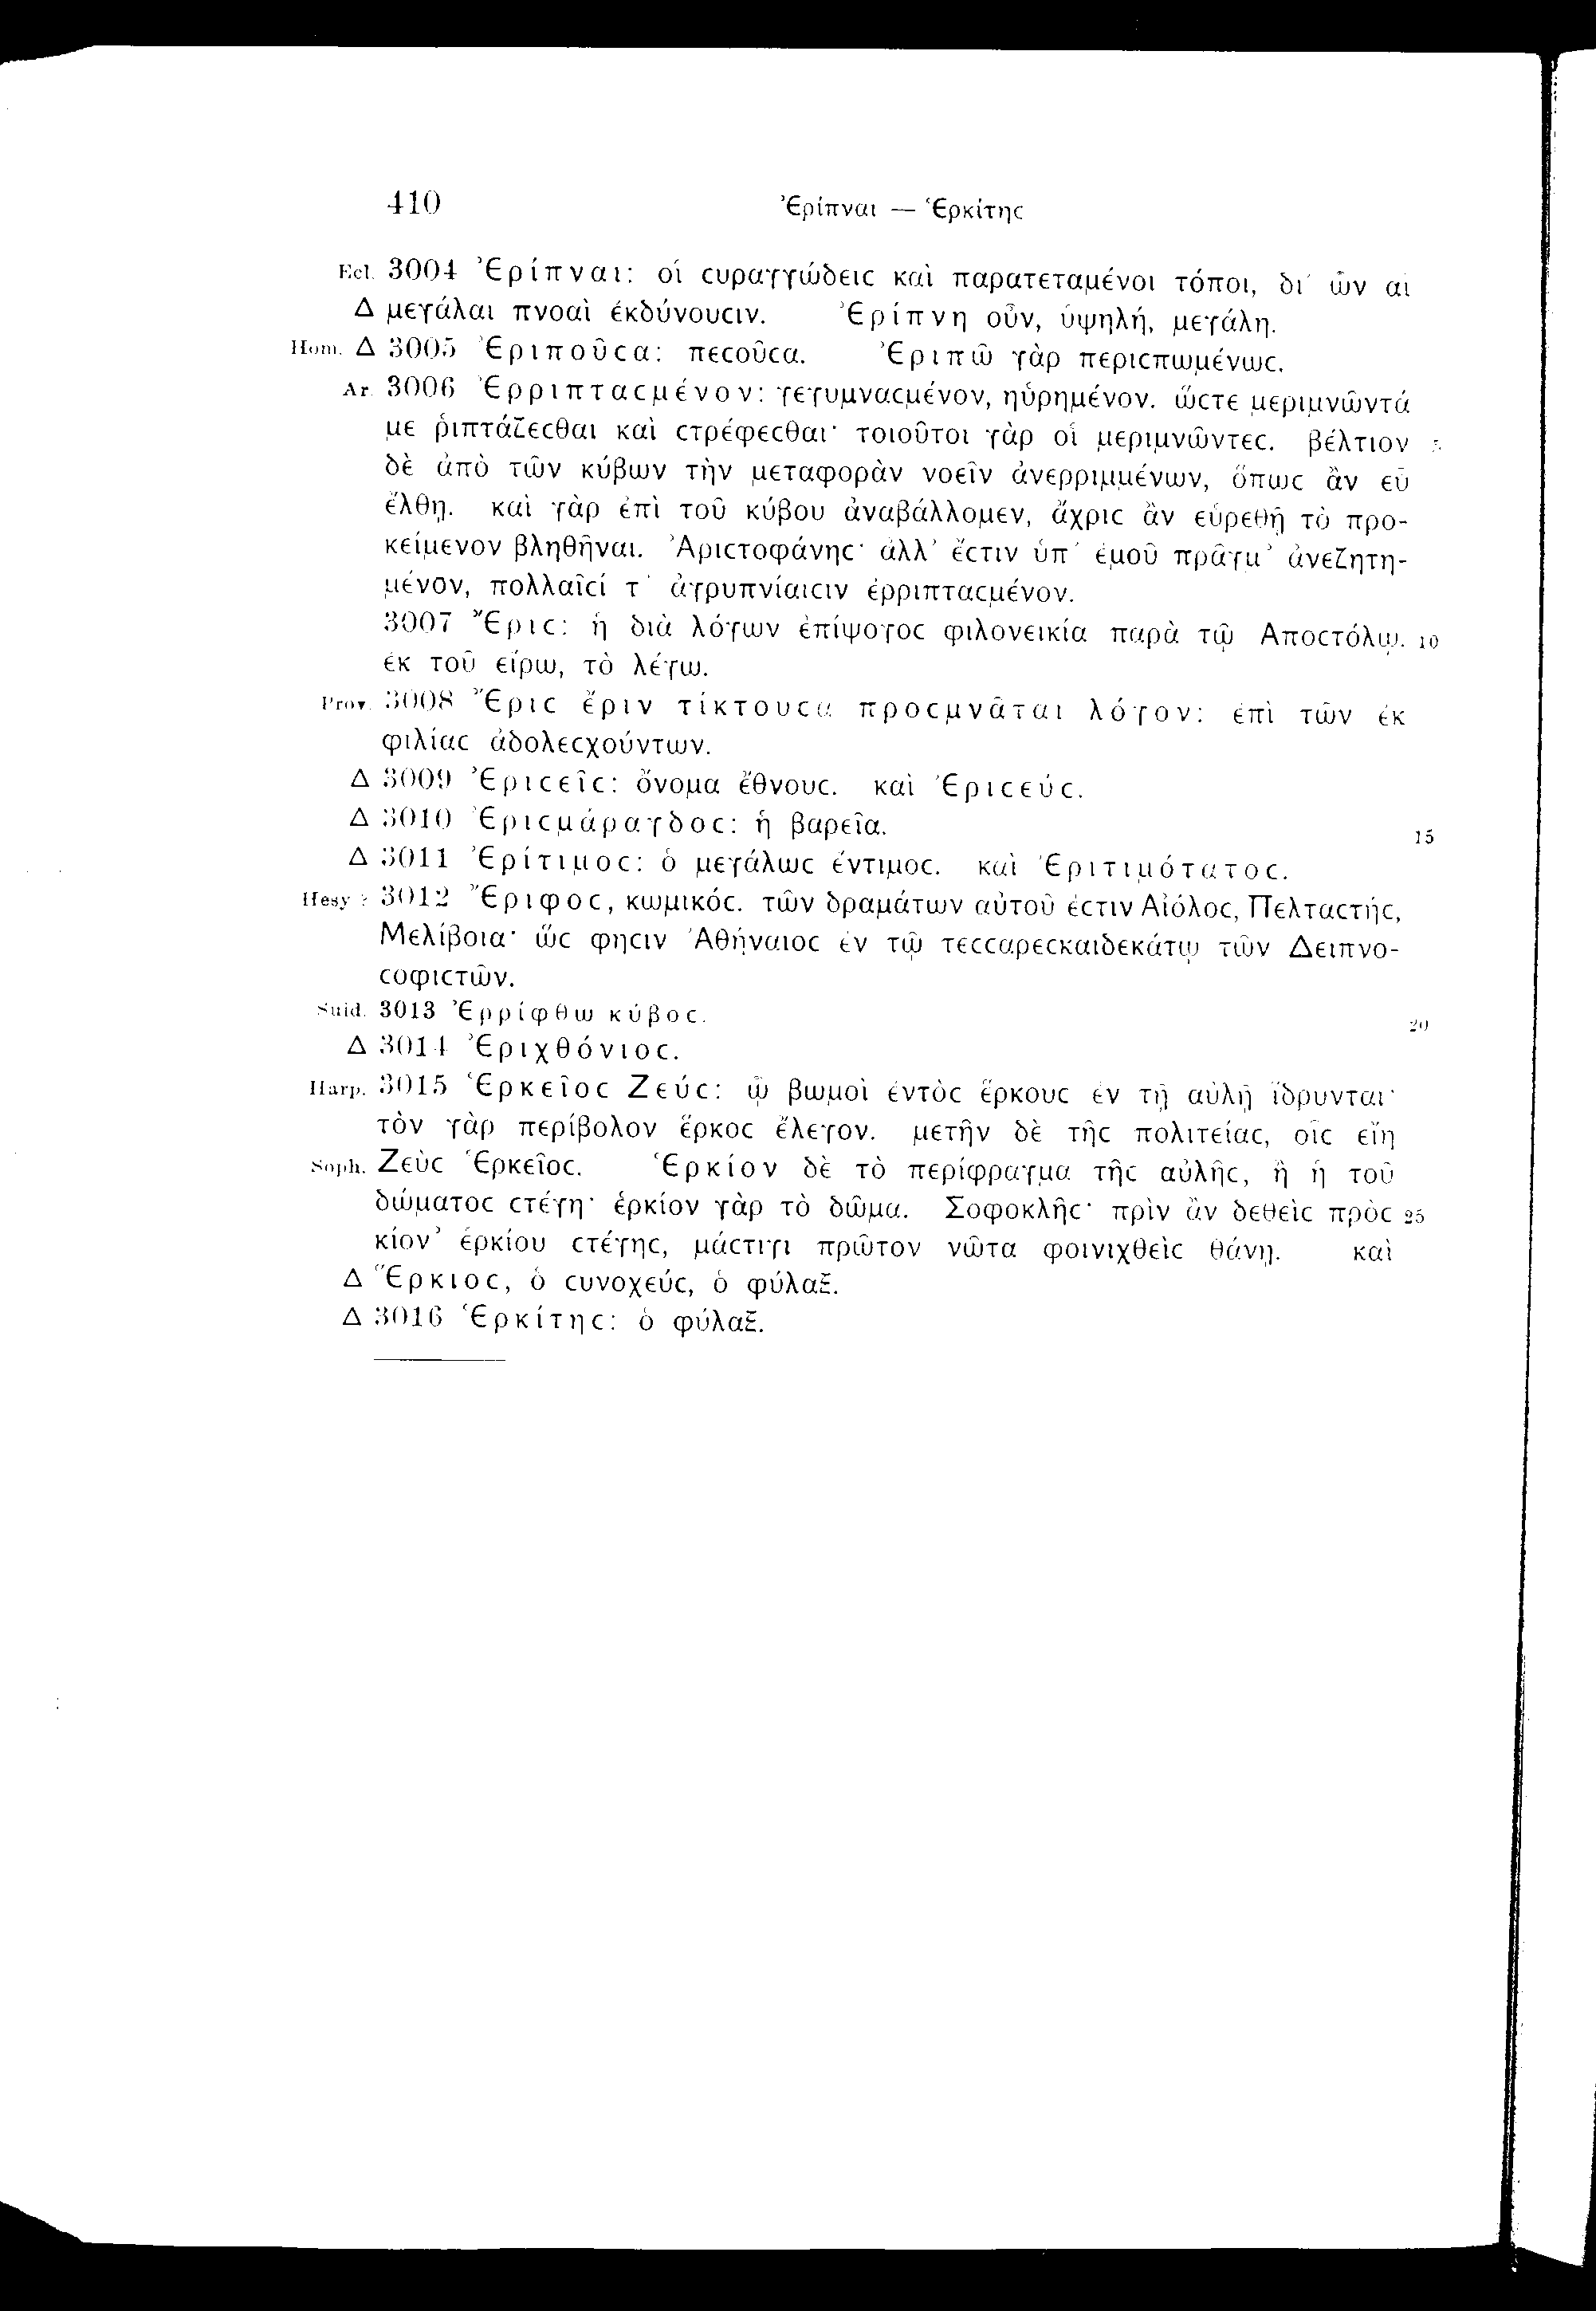 410 Ἐρίπναι — Ἑρκίτης
Ecl. 3004 Ἐρίπναι: οἱ ϲυραγγώδειϲ καὶ παρατεταμένοι τόποι, δι’ ὧν αἱ
Δ μεγάλαι πνοαὶ ἐκδύνουϲιν. Ἐρίπνη οὖν, ὑψηλή, μεγάλη.
Hom. Δ 3005 Ἐριποῦϲα: πεϲοῦϲα. Ἐριπῶ γὰρ περιϲπωμένωϲ.
Ar. 3006 Ἐρριπταϲμένον: γεγυμναϲμένον, ηὑρημένον. ὥϲτε μεριμνῶντά
με ῥιπτάζεϲθαι καὶ ϲτρέφεϲθαι· τοιοῦτοι γὰρ οἱ μεριμνῶντεϲ. βέλτιον 5
δὲ ἀπὸ τῶν κύβων τὴν μεταφορὰν νοεῖν ἀνερριμμένων, ὅπωϲ ἂν εὖ
ἔλθῃ. καὶ γὰρ ἐπὶ τοῦ κύβου ἀναβάλλομεν, ἄχριϲ ἂν εὑρεθῇ τὸ προ-
κείμενον βληθῆναι. Ἀριϲτοφάνηϲ· ἀλλ’ ἔϲτιν ὑπ’ ἐμοῦ πρᾶγμ’ ἀνεζητη-
μένον, πολλαῖϲί τ’ ἀγρυπνίαιϲιν ἐρριπταϲμένον.
3007 Ἔριϲ: ἡ διὰ λόγων ἐπίψογοϲ φιλονεικία παρὰ τῷ Ἀποϲτόλῳ. 10
ἐκ τοῦ εἴρω, τὸ λέγω.
Prov. 3008 Ἔριϲ ἔριν τίκτουϲα προϲμνᾶται λόγον: ἐπὶ τῶν ἐκ
φιλίαϲ ἀδολεϲχούντων.
Δ 3009 Ἐριϲεῖϲ: ὄνομα ἔθνουϲ. καὶ Ἐριϲεύϲ.
Δ 3010 Ἐριϲμάραγδοϲ: ἡ βαρεῖα. 15
Δ 3011 Ἐρίτιμοϲ: ὁ μεγάλωϲ ἔντιμοϲ. καὶ Ἐριτιμότατοϲ.
Hesy ? 3012 Ἔριφοϲ, κωμικόϲ. τῶν δραμάτων αὐτοῦ ἐϲτιν Αἰόλοϲ, Πελταϲτήϲ,
Μελίβοια· ὥϲ φηϲιν Ἀθήναιοϲ ἐν τῷ τεϲϲαρεϲκαιδεκάτῳ τῶν Δειπνο-
ϲοφιϲτῶν.
Suid. 3013 Ἐρρίφθω κύβοϲ. 20
Δ 3014 Ἐριχθόνιοϲ.
Harp. 3015 Ἑρκεῖοϲ Ζεύϲ: ᾧ βωμοὶ ἐντὸϲ ἕρκουϲ ἐν τῇ αὐλῇ ἵδρυνται·
τὸν γὰρ περίβολον ἕρκοϲ ἔλεγον. μετῆν δὲ τῆϲ πολιτείαϲ, οἷϲ εἴη
Soph. Ζεὺϲ Ἑρκεῖοϲ. Ἑρκίον δὲ τὸ περίφραγμα τῆϲ αὐλῆϲ, ἢ ἡ τοῦ
δώματοϲ ϲτέγη· ἑρκίον γὰρ τὸ δῶμα. Σοφοκλῆϲ· πρὶν ἂν δεθεὶϲ πρὸϲ 25
κίον’ ἑρκίου ϲτέγηϲ, μάϲτιγι πρῶτον νῶτα φοινιχθεὶϲ θάνῃ. καὶ
Δ Ἕρκιοϲ, ὁ ϲυνοχεύϲ, ὁ φύλαξ.
Δ 3016 Ἑρκίτηϲ: ὁ φύλαξ.